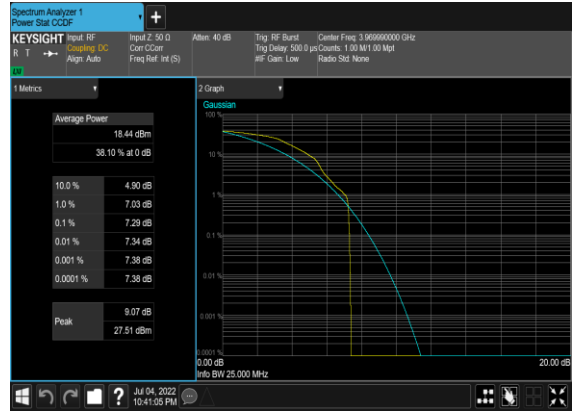 Spectrum Analyzer 1
Power Stat CCDF
KEYSIGHT
R T
Input: RF
Coupling: DC
Align: Auto
Input Z: 50 Ω
Corr CCorr
Freq Ref: Int (S)
Atten: 40 dB
Trig: RF Burst
Trig Delay: 500.0 µs
#IF Gain: Low
Center Freq: 3.969990000 GHz
Counts: 1.00 M/1.00 Mpt
Radio Std: None
1 Metrics
Average Power
18.44 dBm
38.10 % at 0 dB
10.0 % 4.90 dB
1.0 % 7.03 dB
0.1 % 7.29 dB
0.01 % 7.34 dB
0.001 % 7.38 dB
0.0001 % 7.38 dB
Peak
9.07 dB
27.51 dBm
2 Graph
Gaussian
100 %
10 %
1 %
0.1 %
0.01 %
0.001 %
0.0001 %
0.00 dB
20.00 dB
Info BW 25.000 MHz
Jul 04, 2022
10:41:05 PM